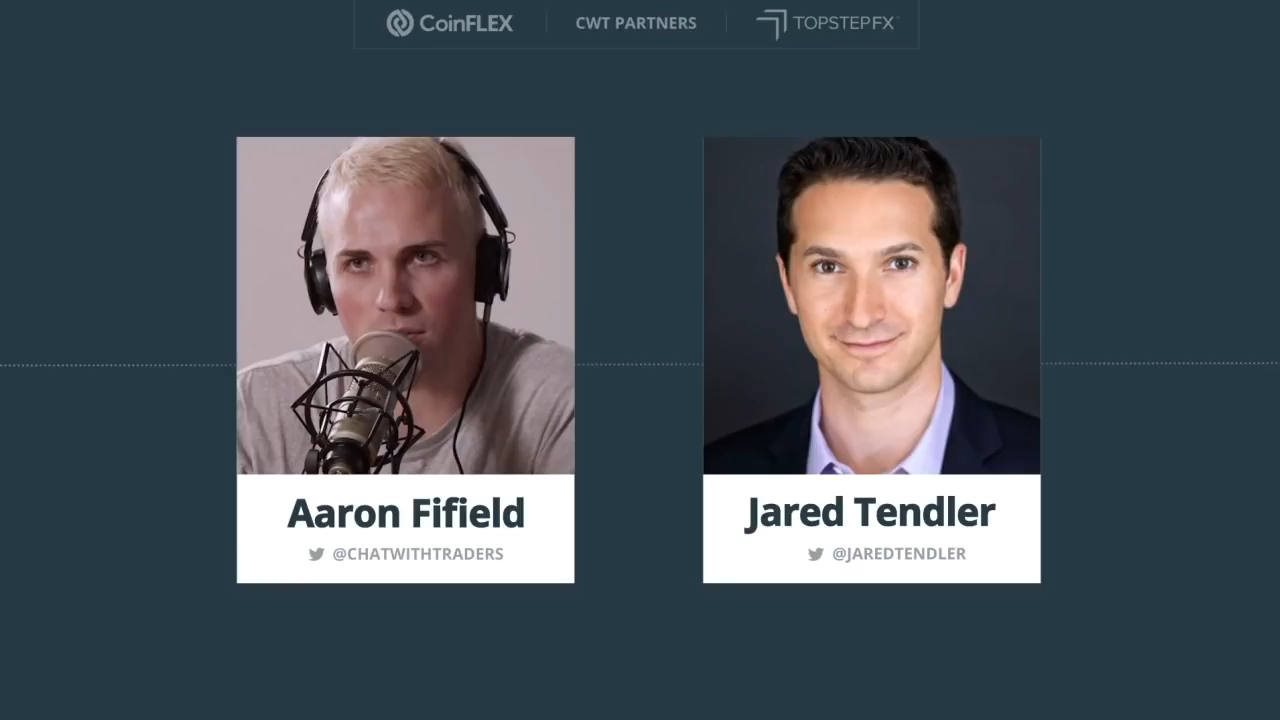 CoinFLEX
CWT PARTNERS
TOPSTEPFX
Aaron Fifield
@CHATWITHTRADERS
Jared Tendler
@JAREDTENDLER